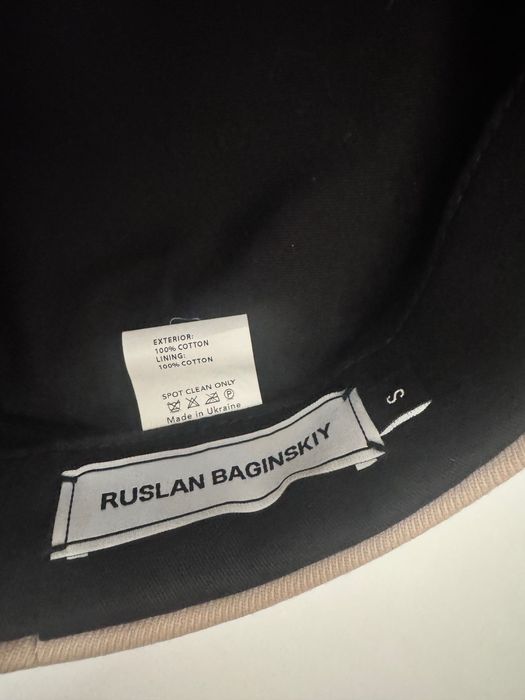 EXTERIOR:
100% COTTON
LINING:
100% COTTON
SPOT CLEAN ONLY
P
Made in Ukraine
S
RUSLAN BAGINSKIY